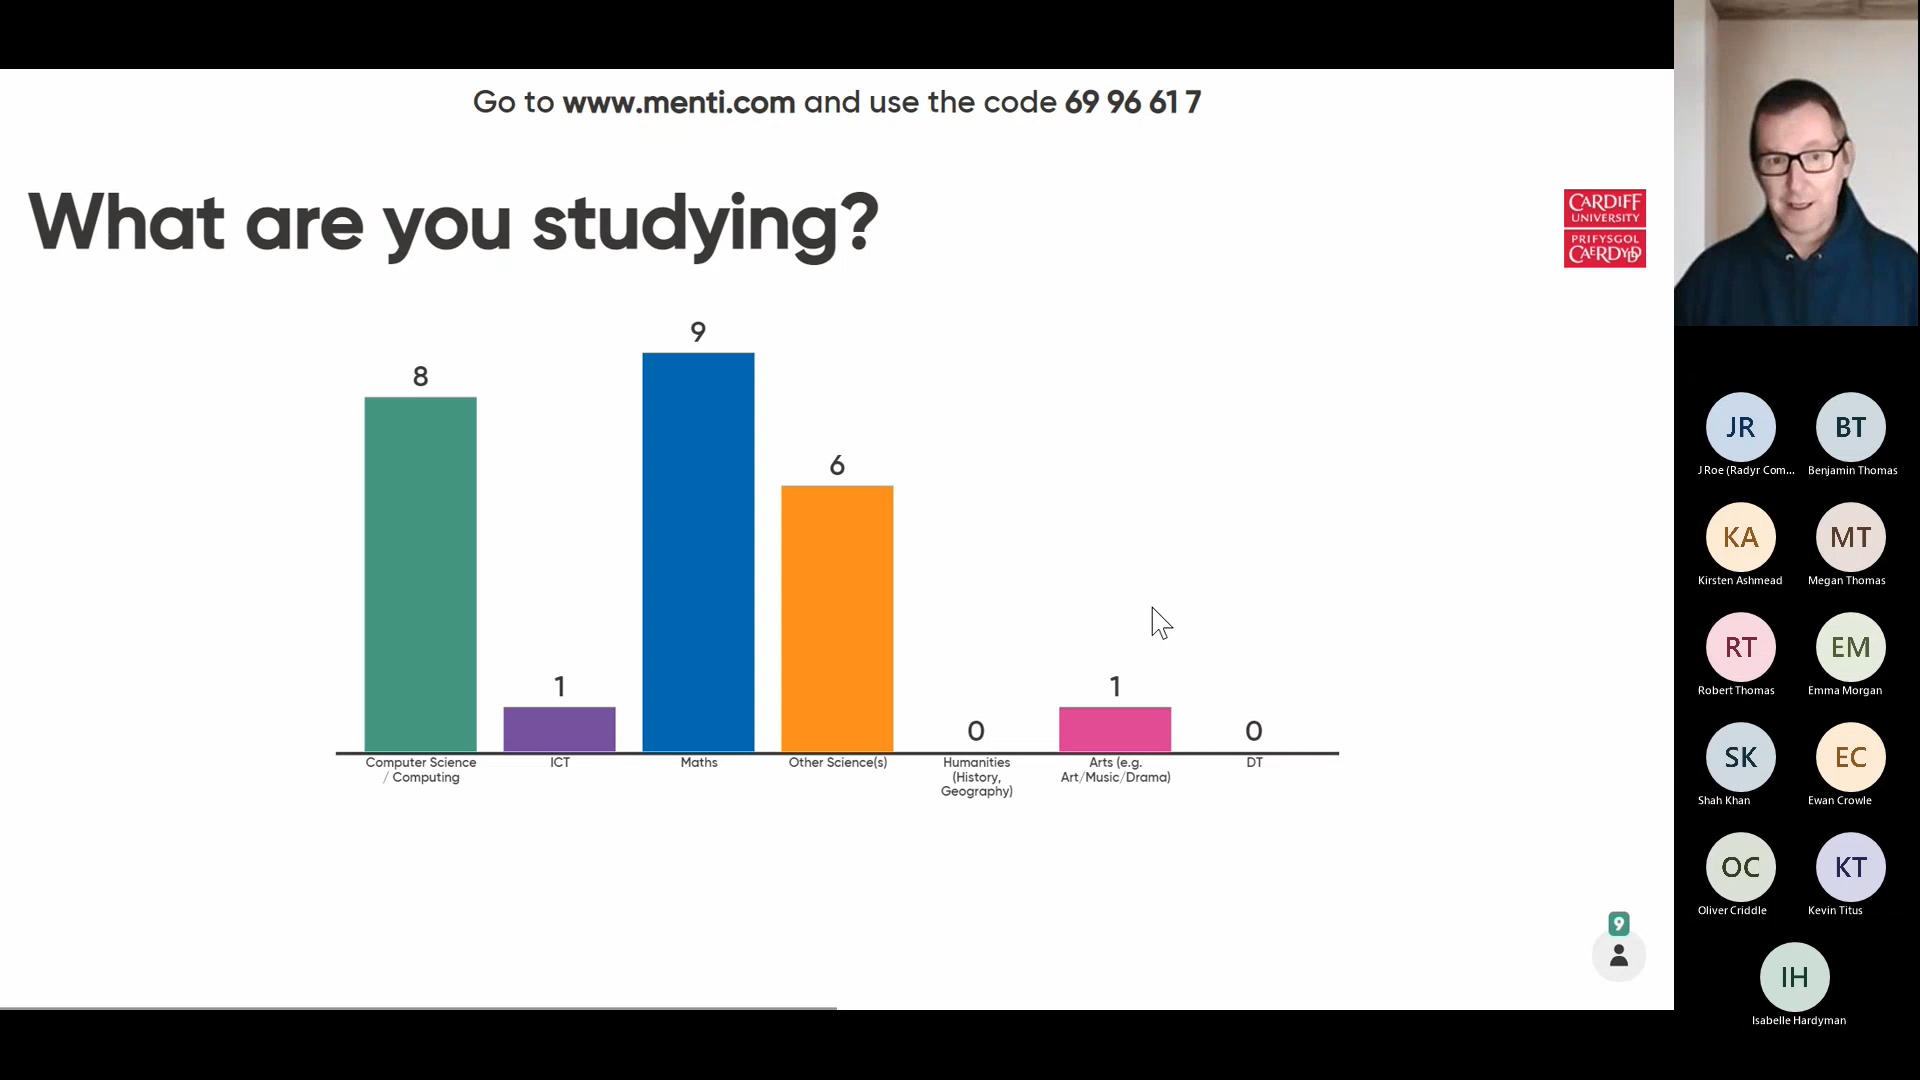 Go to www.menti.com and use the code 69 96 61 7
What are you studying?
CARDIFF
UNIVERSITY
PRIFYSGOL
CAERDYDD
8
1
9
6
0
1
0
Computer Science
/ Computing
ICT
Maths
Other Science(s)
Humanities
(History,
Geography)
Arts (e.g.
Art/Music/Drama)
DT
9
JR
J Roe (Radyr Com...
BT
Benjamin Thomas
KA
Kirsten Ashmead
MT
Megan Thomas
RT
Robert Thomas
EM
Emma Morgan
SK
Shah Khan
EC
Ewan Crowle
OC
Oliver Criddle
KT
Kevin Titus
IH
Isabelle Hardyman